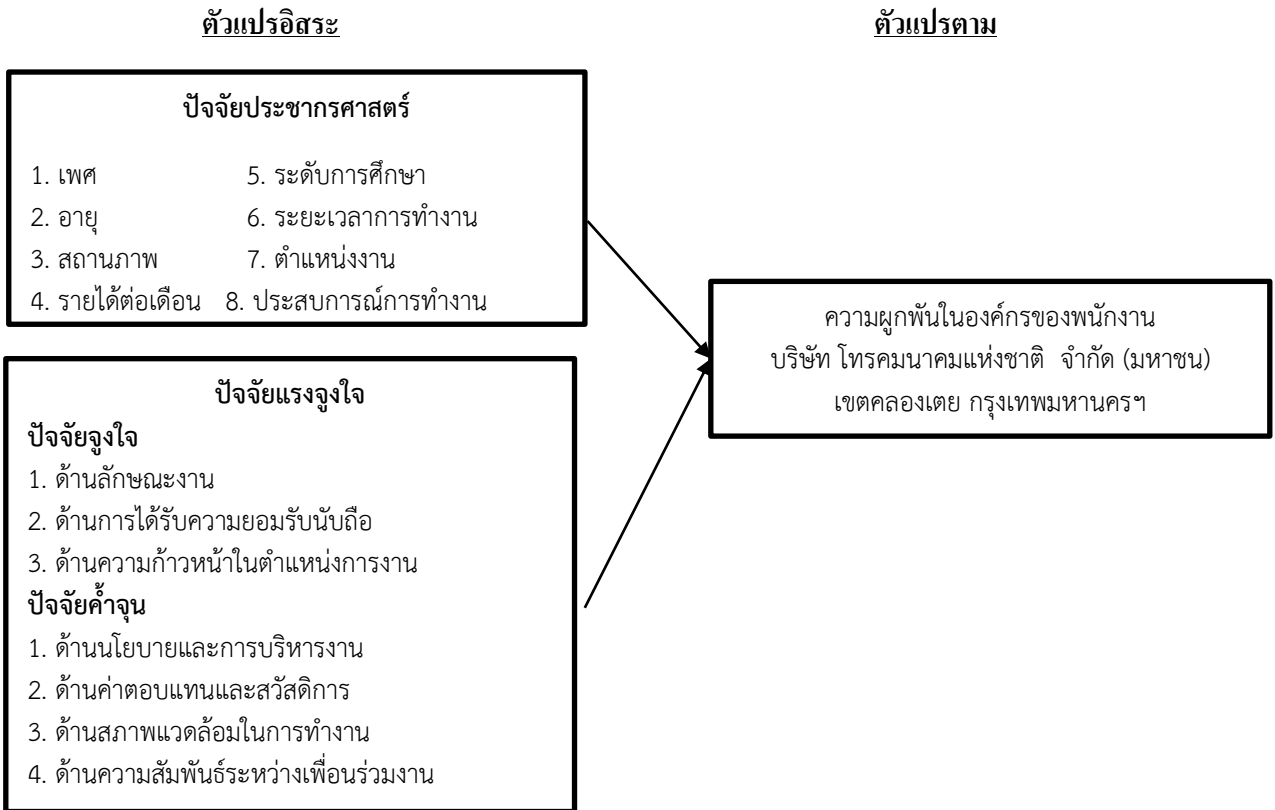 ตัวแปรอิสระ ตัวแปรตาม
ปัจจัยประชากรศาสตร์
1. เพศ 5. ระดับการศึกษา
2. อายุ 6. ระยะเวลาการทำงาน
3. สถานภาพ 7. ตำแหน่งงาน
4. รายได้ต่อเดือน 8. ประสบการณ์การทำงาน
ปัจจัยแรงจูงใจ
ปัจจัยจูงใจ
1. ด้านลักษณะงาน
2. ด้านการได้รับความยอมรับนับถือ
3. ด้านความก้าวหน้าในตำแหน่งการงาน
ปัจจัยค้ำจุน
1. ด้านนโยบายและการบริหารงาน
2. ด้านค่าตอบแทนและสวัสดิการ
3. ด้านสภาพแวดล้อมในการทำงาน
4. ด้านความสัมพันธ์ระหว่างเพื่อนร่วมงาน
ความผูกพันในองค์กรของพนักงาน
บริษัท โทรคมนาคมแห่งชาติ จำกัด (มหาชน)
เขตคลองเตย กรุงเทพมหานครฯ